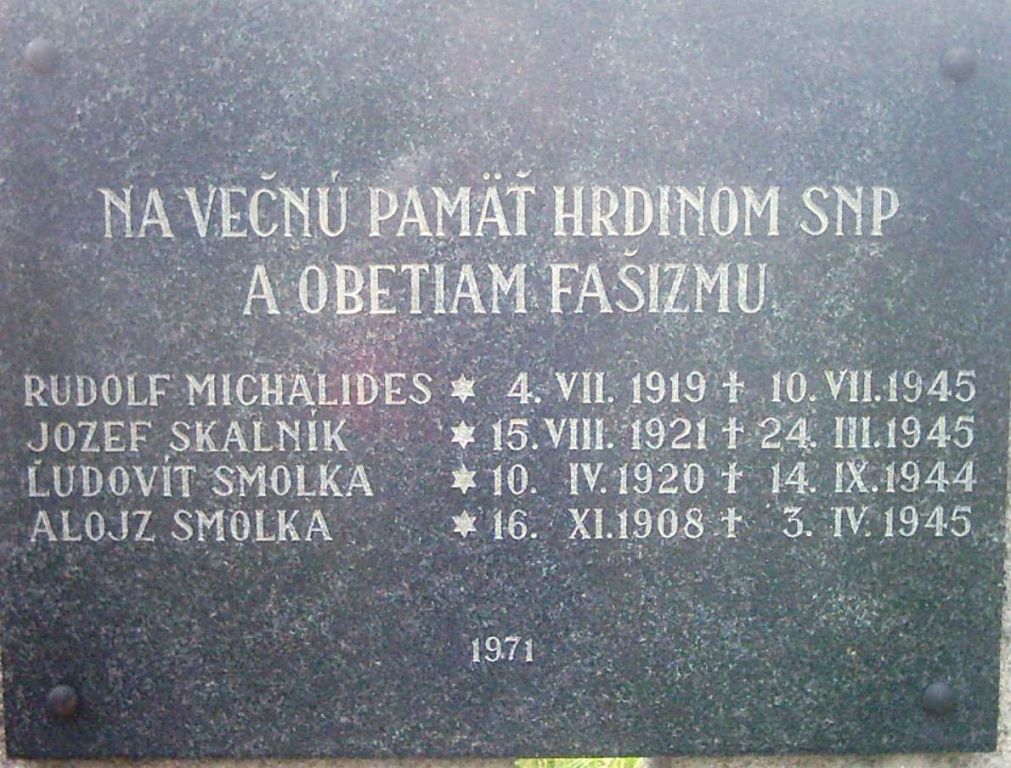 NA VEČNÚ PAMÄŤ HRDINOM SNP
A OBETIAM FAŠIZMU
RUDOLF MICHALIDES ✶ 4. VII. 1919 † 10. VII. 1945
JOZEF SKALNÍK ✶ 15. VIII. 1921 † 24. III. 1945
ĽUDOVÍT SMOLKA ✶ 10. IV. 1920 † 14. IX. 1944
ALOJZ SMOLKA ✶ 16. XI. 1908 † 3. IV. 1945
1971